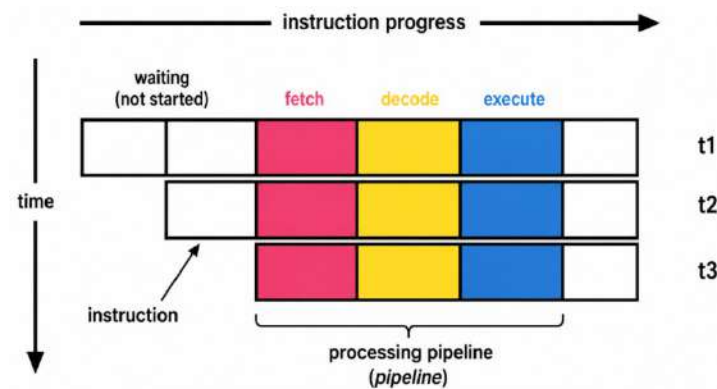 instruction progress
waiting
(not started)
fetch decode execute
t1
time
t2
t3
instruction
processing pipeline
(pipeline)